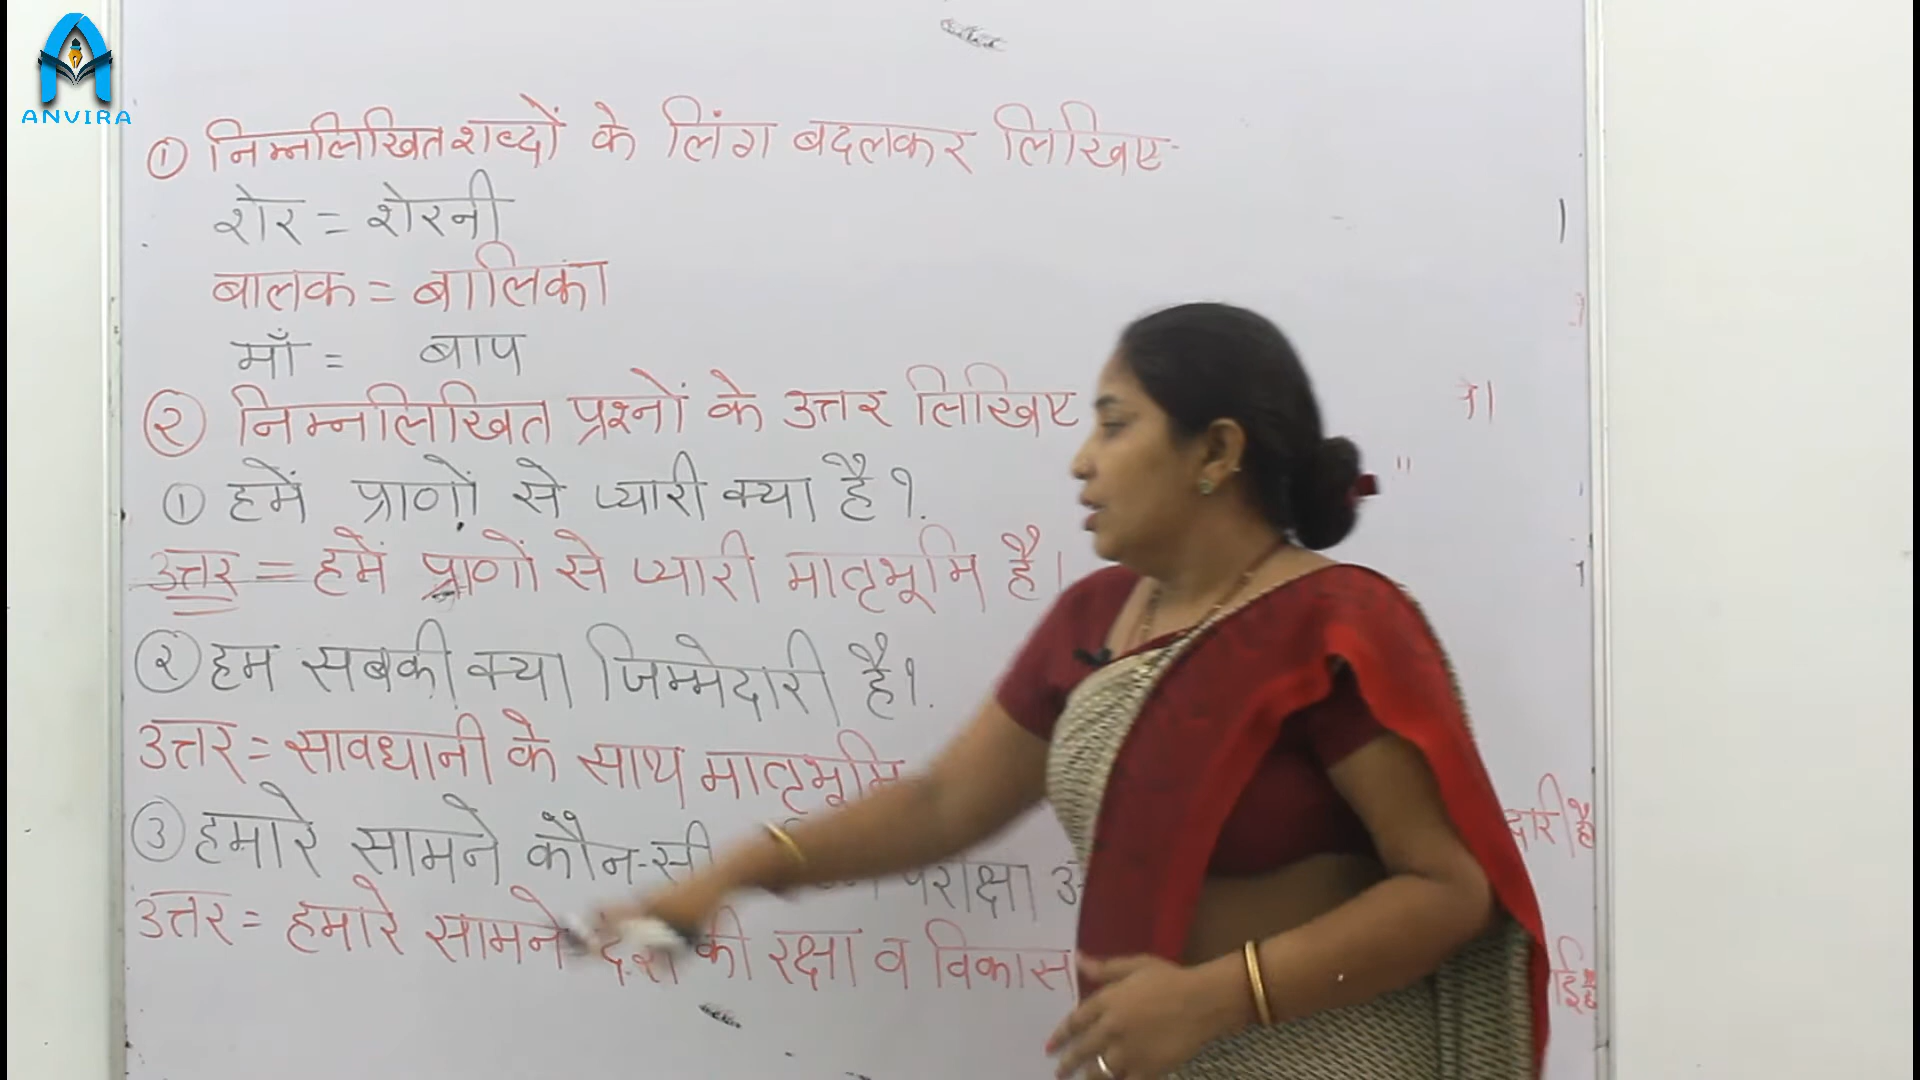 ANVIRA
① निम्नलिखित शब्दों के लिंग बदलकर लिखिए-
शेर = शेरनी
बालक = बालिका
माँ = बाप
② निम्नलिखित प्रश्नों के उत्तर लिखिए
① हमें प्राणों से प्यारी क्या है?
उत्तर = हमें प्राणों से प्यारी मातृभूमि है।
② हम सबकी क्या जिम्मेदारी है?
उत्तर = सावधानी के साथ मातृभूमि
③ हमारे सामने कौन-सी परीक्षा
उत्तर = हमारे सामने देश की रक्षा व विकास